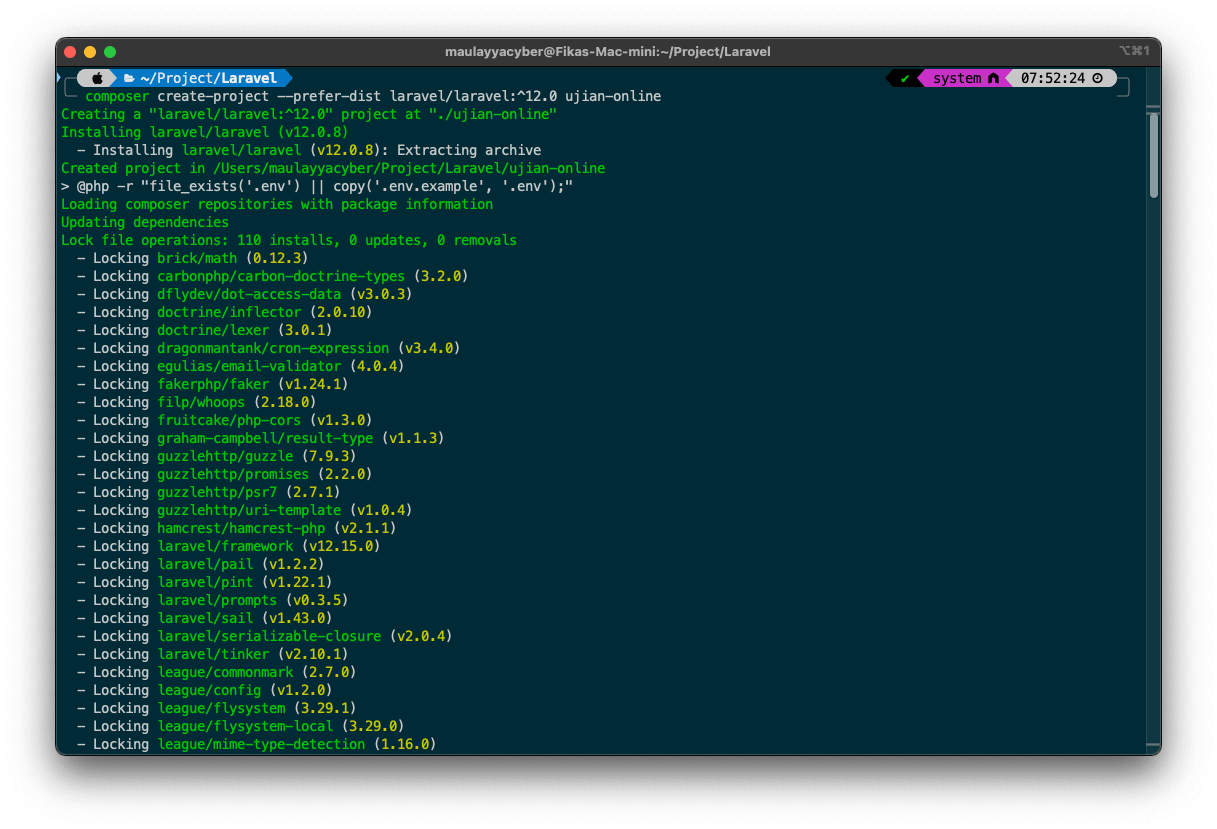 maulayyacyber@Fikas-Mac-mini:~/Project/Laravel
⌥⌘1
~/Project/Laravel
✔ system 07:52:24
composer create-project --prefer-dist laravel/laravel:^12.0 ujian-online
Creating a "laravel/laravel:^12.0" project at "./ujian-online"
Installing laravel/laravel (v12.0.8)
- Installing laravel/laravel (v12.0.8): Extracting archive
Created project in /Users/maulayyacyber/Project/Laravel/ujian-online
> @php -r "file_exists('.env') || copy('.env.example', '.env');"
Loading composer repositories with package information
Updating dependencies
Lock file operations: 110 installs, 0 updates, 0 removals
- Locking brick/math (0.12.3)
- Locking carbonphp/carbon-doctrine-types (3.2.0)
- Locking dflydev/dot-access-data (v3.0.3)
- Locking doctrine/inflector (2.0.10)
- Locking doctrine/lexer (3.0.1)
- Locking dragonmantank/cron-expression (v3.4.0)
- Locking egulias/email-validator (4.0.4)
- Locking fakerphp/faker (v1.24.1)
- Locking filp/whoops (2.18.0)
- Locking fruitcake/php-cors (v1.3.0)
- Locking graham-campbell/result-type (v1.1.3)
- Locking guzzlehttp/guzzle (7.9.3)
- Locking guzzlehttp/promises (2.2.0)
- Locking guzzlehttp/psr7 (2.7.1)
- Locking guzzlehttp/uri-template (v1.0.4)
- Locking hamcrest/hamcrest-php (v2.1.1)
- Locking laravel/framework (v12.15.0)
- Locking laravel/pail (v1.2.2)
- Locking laravel/pint (v1.22.1)
- Locking laravel/prompts (v0.3.5)
- Locking laravel/sail (v1.43.0)
- Locking laravel/serializable-closure (v2.0.4)
- Locking laravel/tinker (v2.10.1)
- Locking league/commonmark (2.7.0)
- Locking league/config (v1.2.0)
- Locking league/flysystem (3.29.1)
- Locking league/flysystem-local (3.29.0)
- Locking league/mime-type-detection (1.16.0)